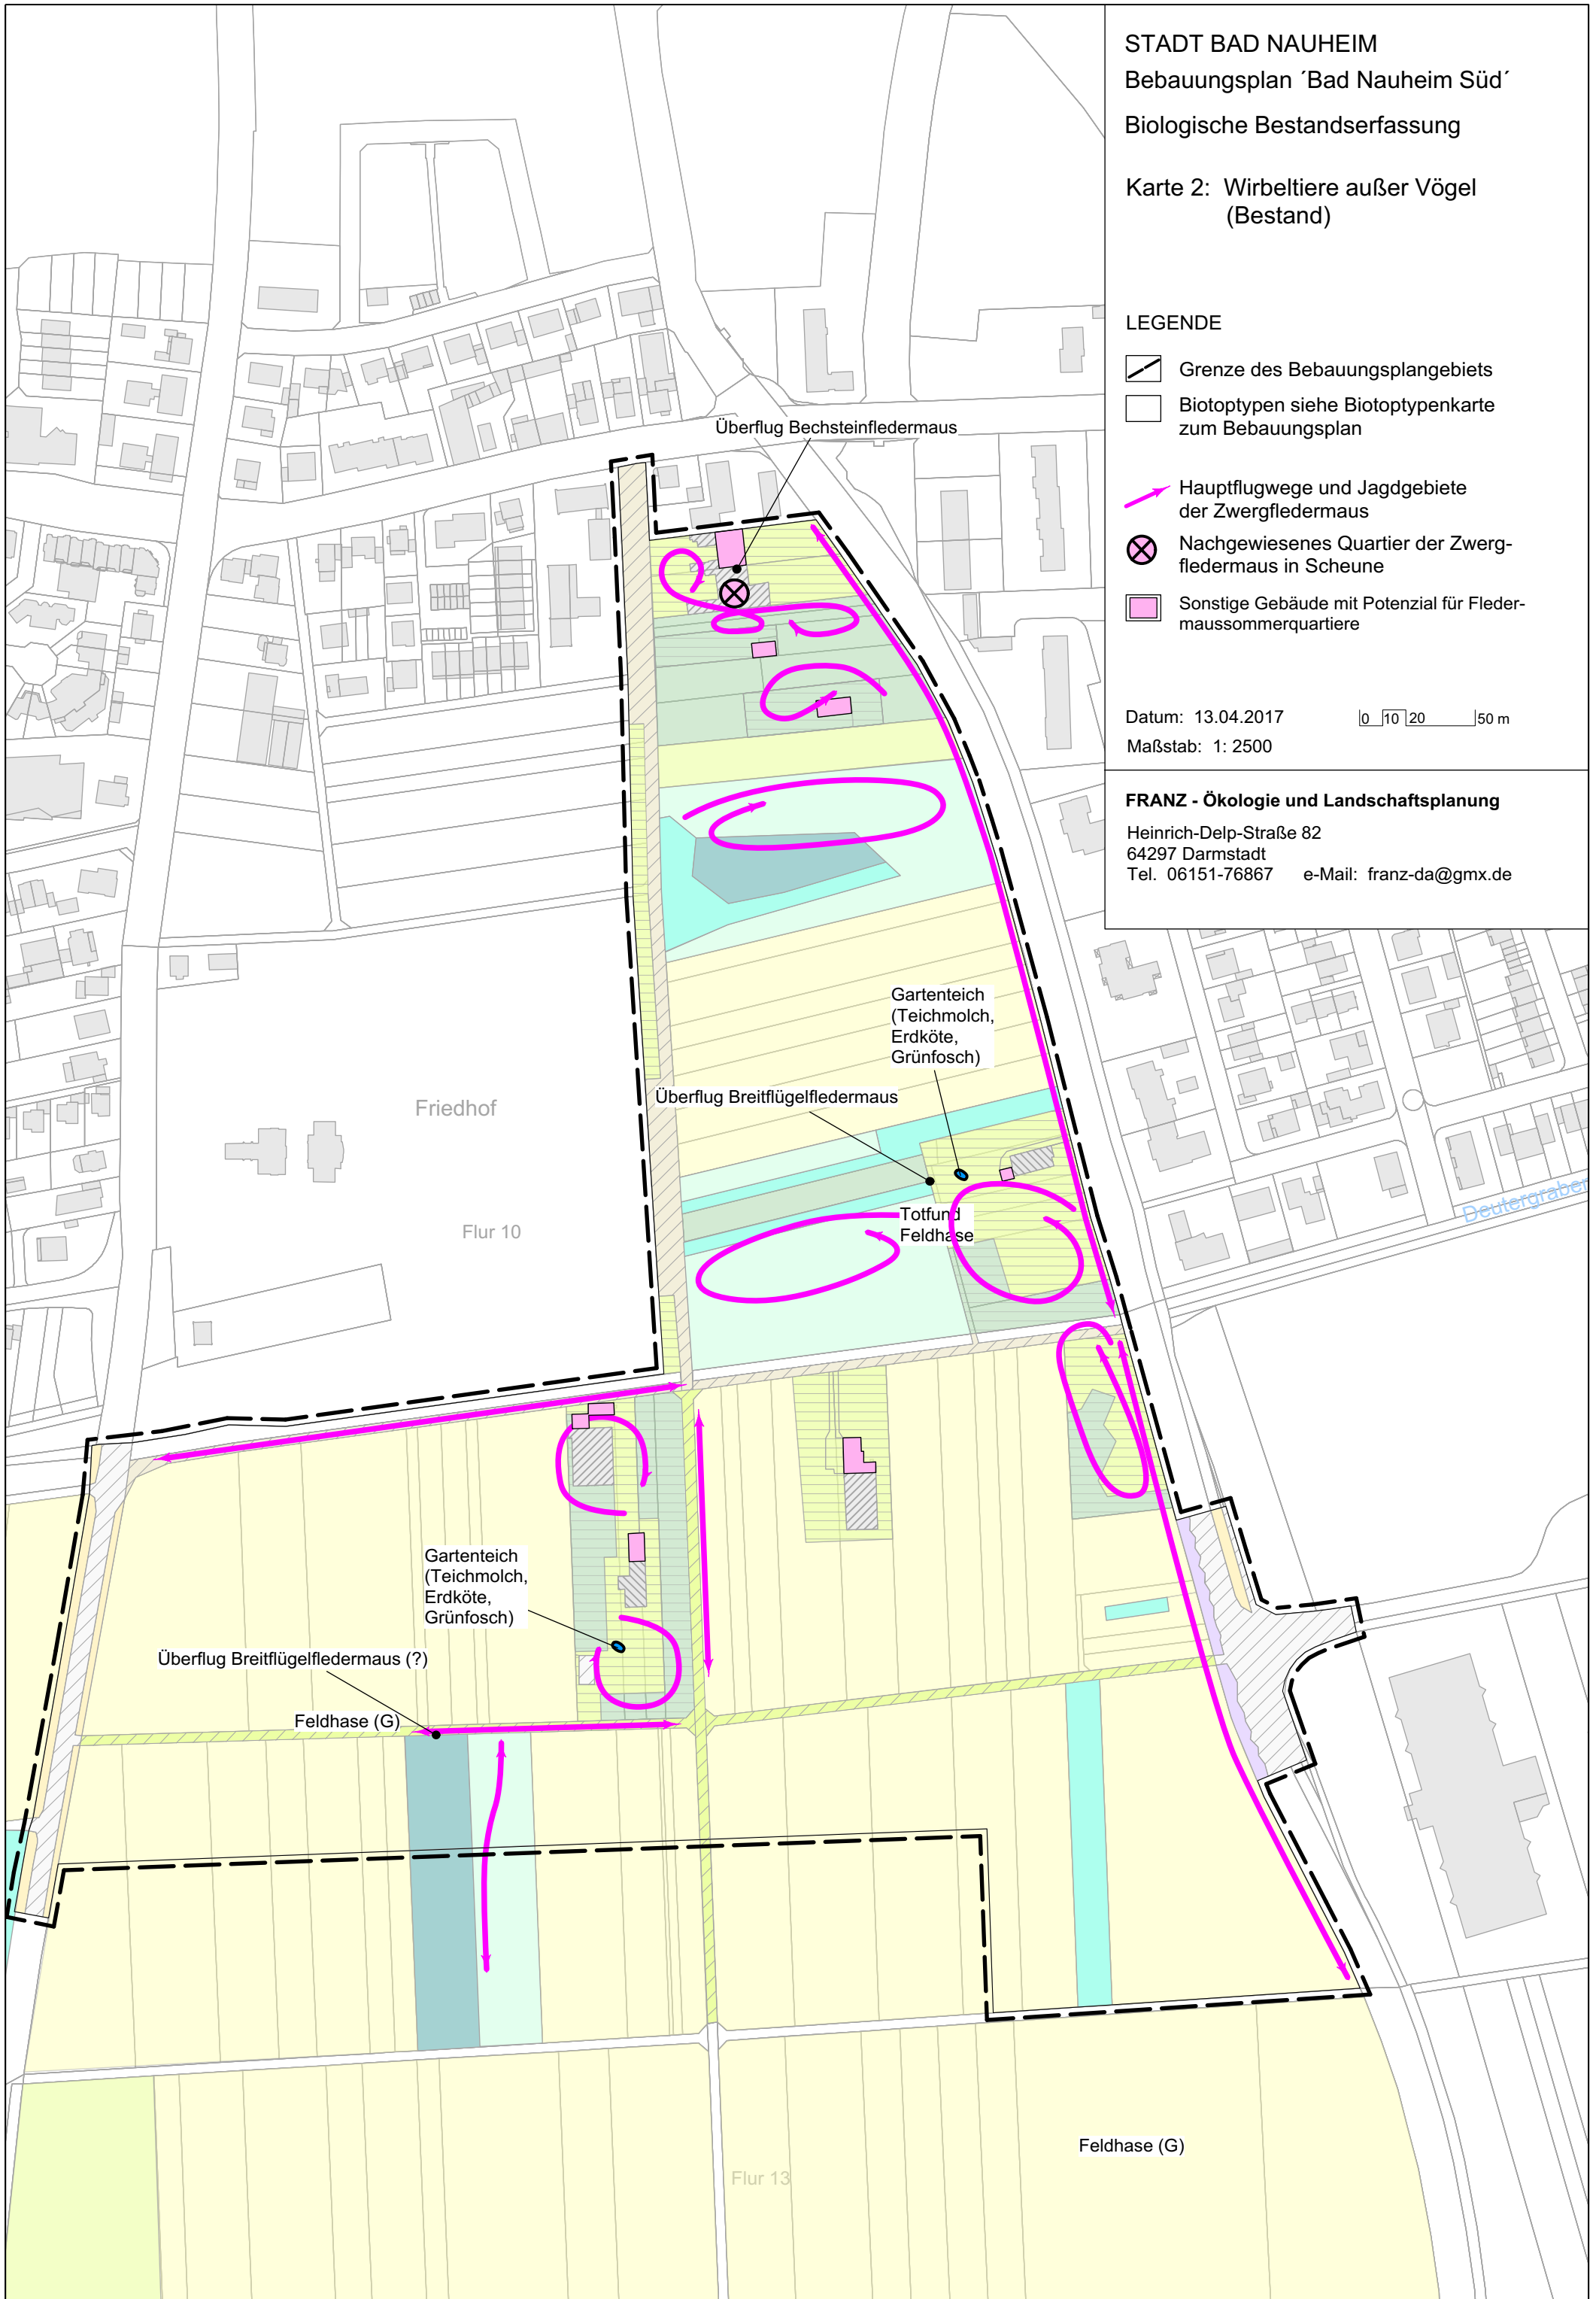 STADT BAD NAUHEIM
Bebauungsplan ´Bad Nauheim Süd´
Biologische Bestandserfassung
Karte 2: Wirbeltiere außer Vögel
(Bestand)
LEGENDE
Grenze des Bebauungsplangebiets
Biotoptypen siehe Biotoptypenkarte
zum Bebauungsplan
Hauptflugwege und Jagdgebiete
der Zwergfledermaus
Nachgewiesenes Quartier der Zwerg-
fledermaus in Scheune
Sonstige Gebäude mit Potenzial für Fleder-
maussommerquartiere
Datum: 13.04.2017
0 10 20 50 m
Maßstab: 1: 2500
FRANZ - Ökologie und Landschaftsplanung
Heinrich-Delp-Straße 82
64297 Darmstadt
Tel. 06151-76867 e-Mail: franz-da@gmx.de
Überflug Bechsteinfledermaus
Gartenteich
(Teichmolch,
Erdköte,
Grünfosch)
Überflug Breitflügelfledermaus
Friedhof
Flur 10
Totfund
Feldhase
Deutergraben
Gartenteich
(Teichmolch,
Erdköte,
Grünfosch)
Überflug Breitflügelfledermaus (?)
Feldhase (G)
Feldhase (G)
Flur 13